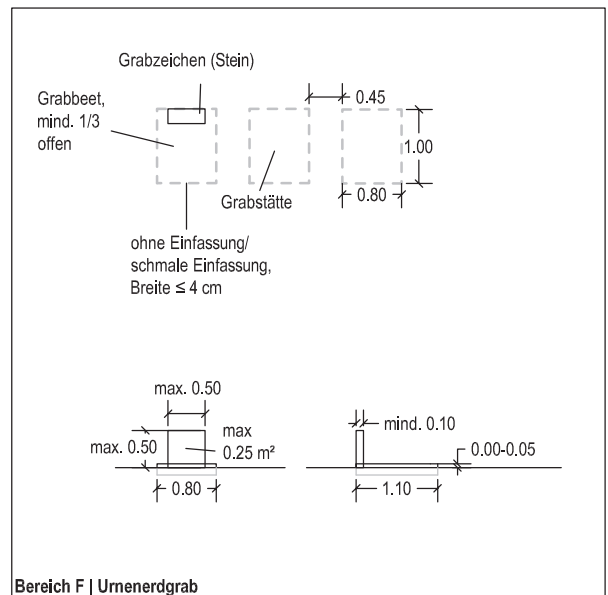 Grabzeichen (Stein)
Grabbeet,
mind. 1/3
offen
0.45
1.00
0.80
Grabstätte
ohne Einfassung/
schmale Einfassung,
Breite ≤ 4 cm
max. 0.50
max. 0.50
max
0.25 m²
0.80
mind. 0.10
0.00-0.05
1.10
Bereich F | Urnenerdgrab